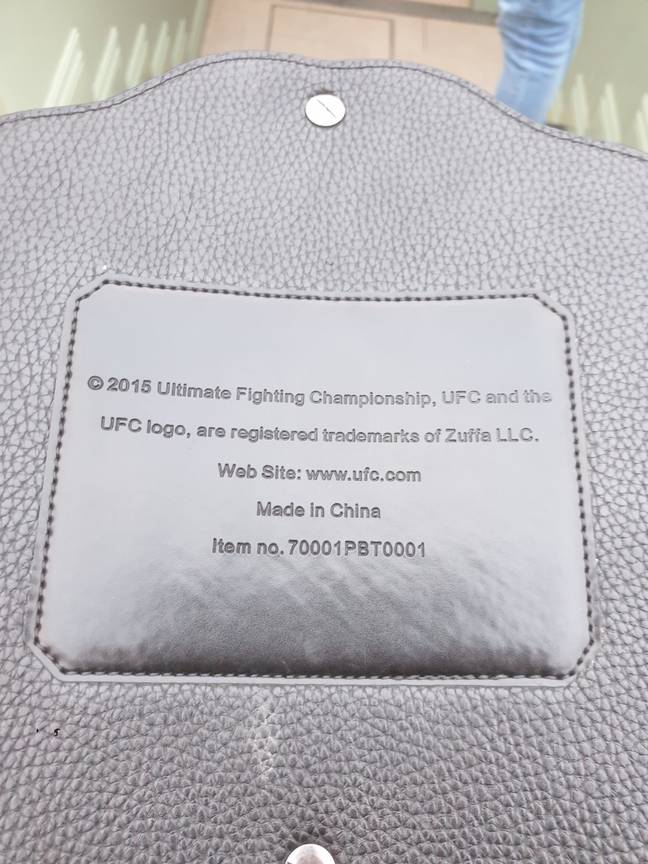 © 2015 Ultimate Fighting Championship, UFC and the
UFC logo, are registered trademarks of Zuffa LLC.
Web Site: www.ufc.com
Made in China
Item no. 70001PBT0001